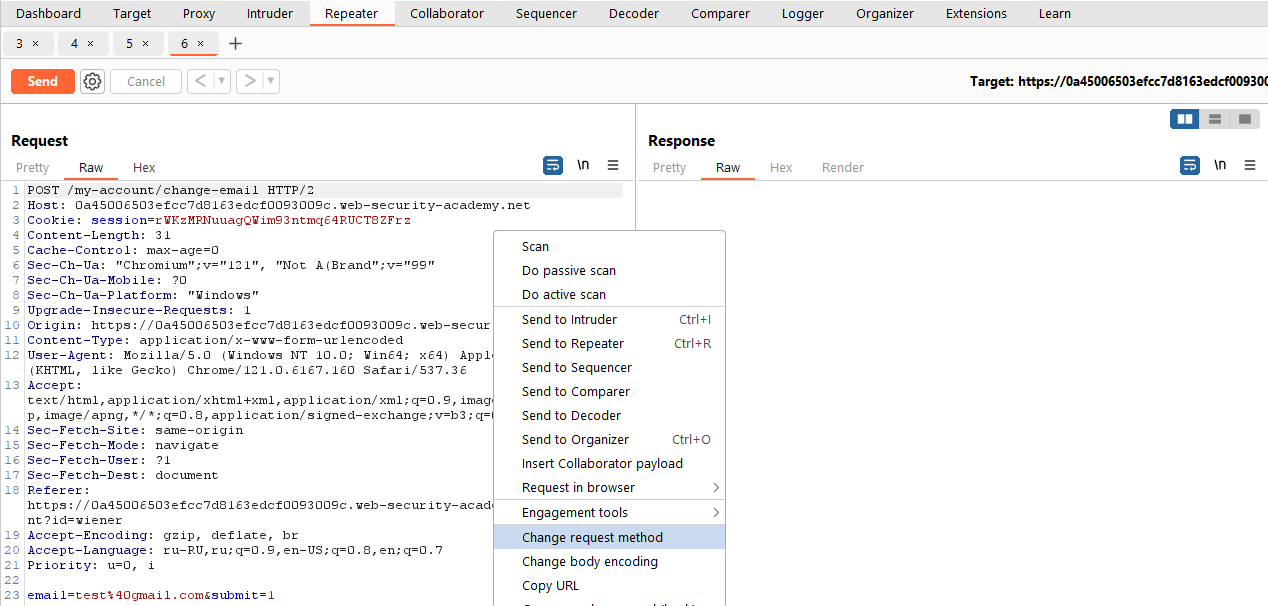 Dashboard Target Proxy Intruder Repeater Collaborator Sequencer Decoder Comparer Logger Organizer Extensions Learn
3 × 4 × 5 × 6 × +
Send Cancel < > Target: https://0a45006503efcc7d8163edcf00930
Request
Pretty Raw Hex \n
1 POST /my-account/change-email HTTP/2
2 Host: 0a45006503efcc7d8163edcf0093009c.web-security-academy.net
3 Cookie: session=rWKzMRNuuagQWim93ntmq64RUCT8ZFrz
4 Content-Length: 31
5 Cache-Control: max-age=0
6 Sec-Ch-Ua: "Chromium";v="121", "Not A(Brand";v="99"
7 Sec-Ch-Ua-Mobile: ?0
8 Sec-Ch-Ua-Platform: "Windows"
9 Upgrade-Insecure-Requests: 1
10 Origin: https://0a45006503efcc7d8163edcf0093009c.web-secur
11 Content-Type: application/x-www-form-urlencoded
12 User-Agent: Mozilla/5.0 (Windows NT 10.0; Win64; x64) Apple
(KHTML, like Gecko) Chrome/121.0.6167.160 Safari/537.36
13 Accept:
text/html,application/xhtml+xml,application/xml;q=0.9,image
p,image/apng,*/*;q=0.8,application/signed-exchange;v=b3;q=
14 Sec-Fetch-Site: same-origin
15 Sec-Fetch-Mode: navigate
16 Sec-Fetch-User: ?1
17 Sec-Fetch-Dest: document
18 Referer:
https://0a45006503efcc7d8163edcf0093009c.web-security-acade
nt?id=wiener
19 Accept-Encoding: gzip, deflate, br
20 Accept-Language: ru-RU,ru;q=0.9,en-US;q=0.8,en;q=0.7
21 Priority: u=0, i
22
23 email=test%40gmail.com&submit=1
Scan
Do passive scan
Do active scan
Send to Intruder Ctrl+I
Send to Repeater Ctrl+R
Send to Sequencer
Send to Comparer
Send to Decoder
Send to Organizer Ctrl+O
Insert Collaborator payload
Request in browser >
Engagement tools >
Change request method
Change body encoding
Copy URL
Response
Pretty Raw Hex Render \n